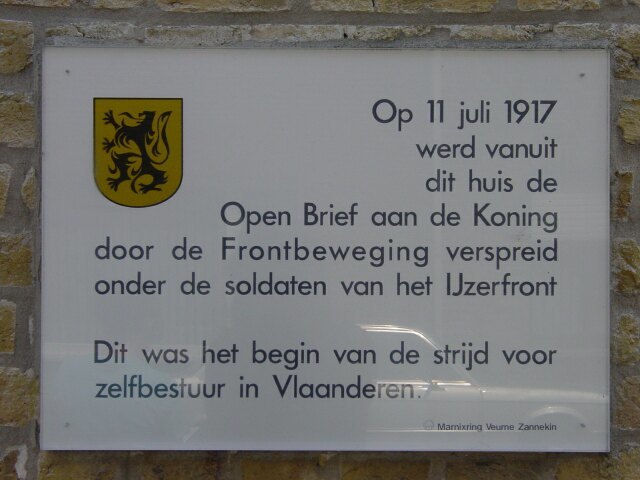 Op 11 juli 1917
werd vanuit
dit huis de
Open Brief aan de Koning
door de Frontbeweging verspreid
onder de soldaten van het IJzerfront
Dit was het begin van de strijd voor
zelfbestuur in Vlaanderen.
Marnixring Veurne Zannekin